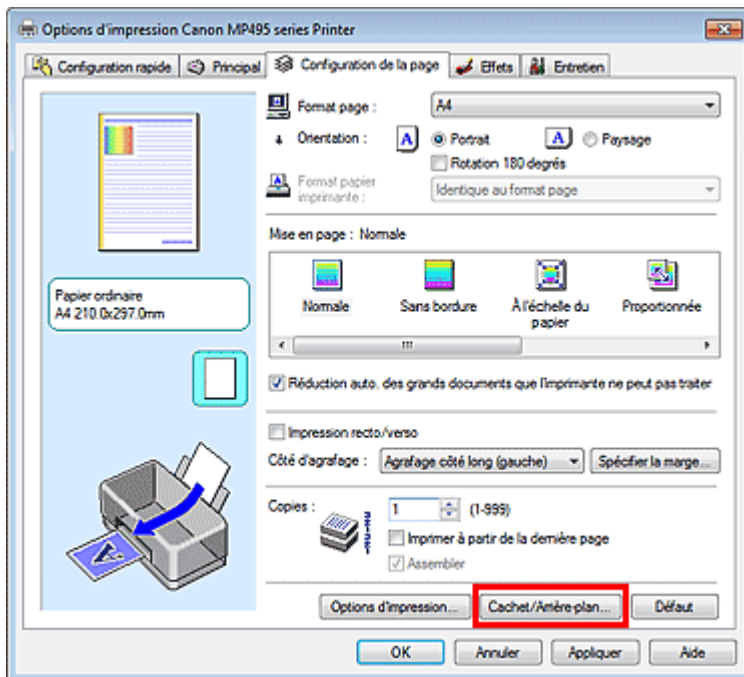 Options d'impression Canon MP495 series Printer
Configuration rapide Principal Configuration de la page Effets Entretien
Format page : A4
Orientation : A Portrait A Paysage
Rotation 180 degrés
Format papier imprimante : Identique au format page
Mise en page : Normale
Normale Sans bordure À l'échelle du papier Proportionnée
Papier ordinaire
A4 210.0x297.0mm
Réduction auto. des grands documents que l'imprimante ne peut pas traiter
Impression recto/verso
Côté d'agrafage : Agrafage côté long (gauche) Spécifier la marge...
Copies : 1 (1-999)
Imprimer à partir de la dernière page
Assembler
Options d'impression... Cachet/Arrière-plan... Défaut
OK Annuler Appliquer Aide